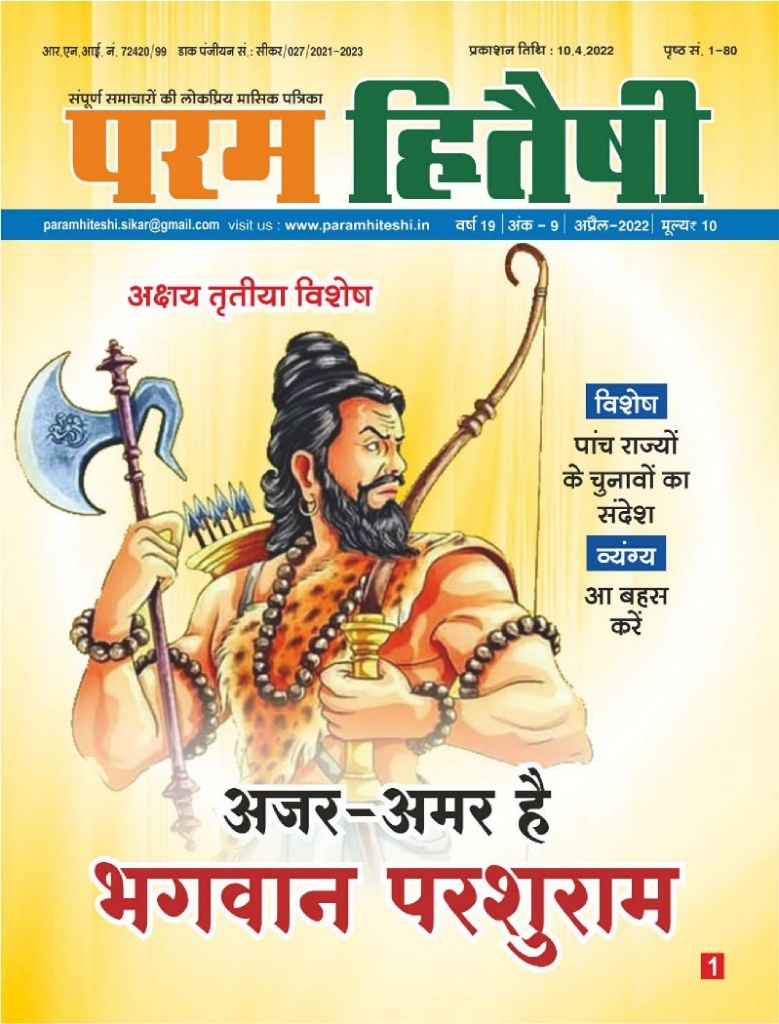 आर.एन.आई. नं. 72420/99 डाक पंजीयन सं.: सीकर/027/2021-2023 प्रकाशन तिथि : 10.4.2022 पृष्ठ सं. 1-80
संपूर्ण समाचारों की लोकप्रिय मासिक पत्रिका
परम हितैषी
paramhiteshi.sikar@gmail.com visit us : www.paramhiteshi.in वर्ष 19 | अंक - 9 | अप्रैल-2022 | मूल्य₹ 10
अक्षय तृतीया विशेष
विशेष
पांच राज्यों
के चुनावों का
संदेश
व्यंग्य
आ बहस
करें
अजर-अमर है
भगवान परशुराम
1